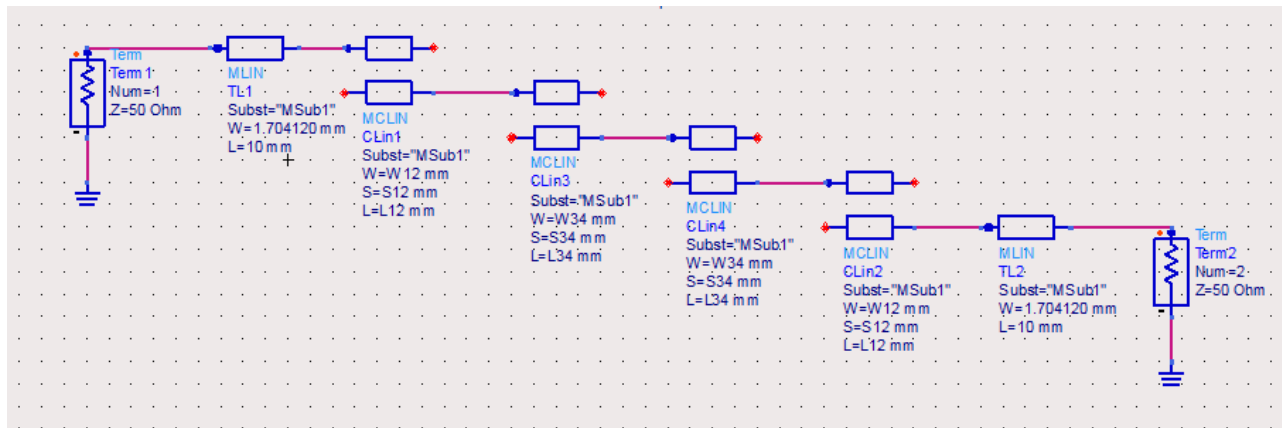 Term
Term1
Num=1
Z=50 Ohm
MLIN
TL1
Subst="MSub1"
W=1.704120 mm
L=10 mm
MCLIN
CLin1
Subst="MSub1"
W=W12 mm
S=S12 mm
L=L12 mm
MCLIN
CLin3
Subst="MSub1"
W=W34 mm
S=S34 mm
L=L34 mm
MCLIN
CLin4
Subst="MSub1"
W=W34 mm
S=S34 mm
L=L34 mm
MCLIN
CLin2
Subst="MSub1"
W=W12 mm
S=S12 mm
L=L12 mm
MLIN
TL2
Subst="MSub1"
W=1.704120 mm
L=10 mm
Term
Term2
Num=2
Z=50 Ohm